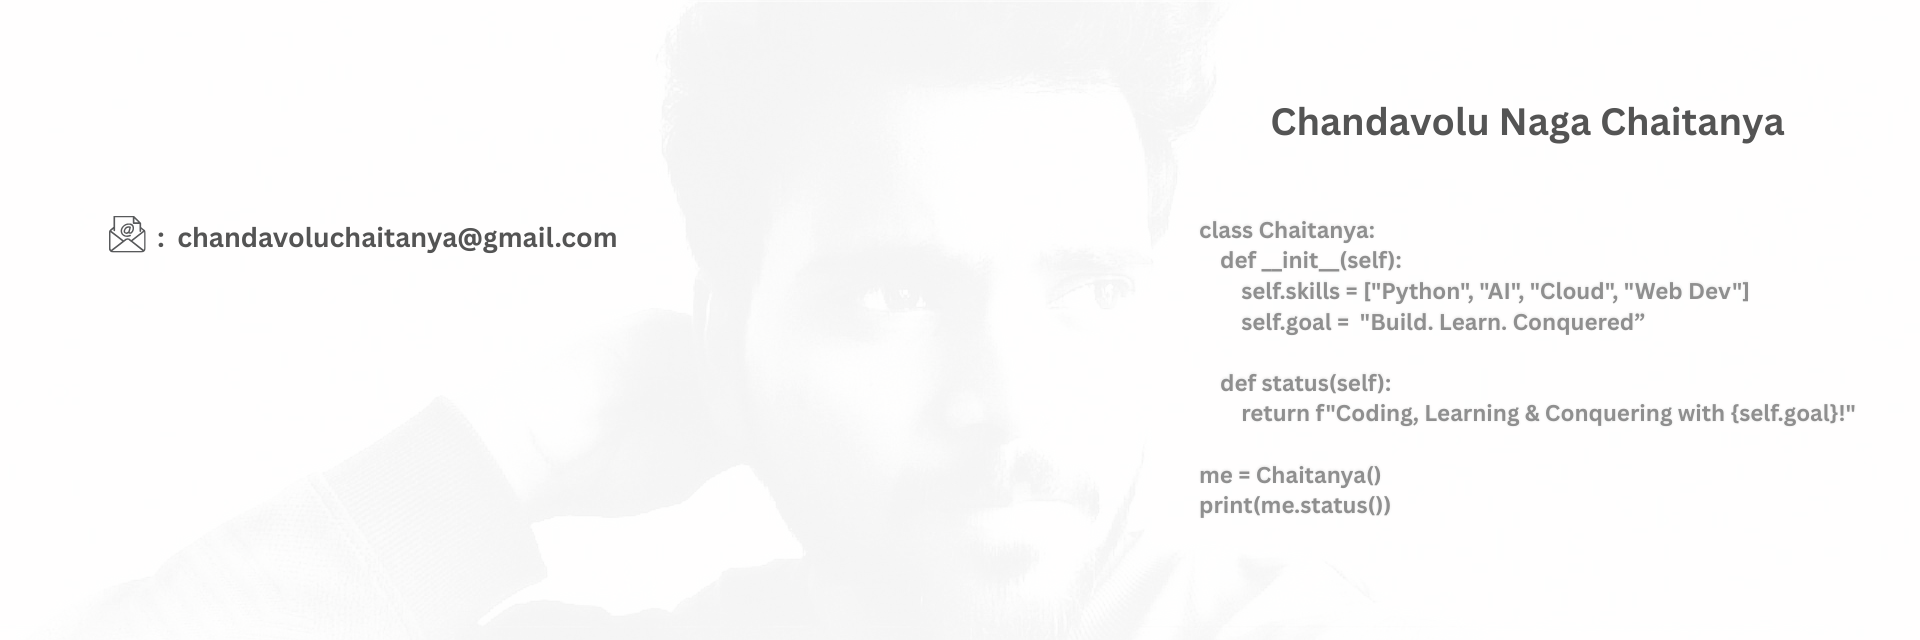 Chandavolu Naga Chaitanya
: chandavoluchaitanya@gmail.com
class Chaitanya:
    def __init__(self):
        self.skills = ["Python", "AI", "Cloud", "Web Dev"]
        self.goal =  "Build. Learn. Conquered”

    def status(self):
        return f"Coding, Learning & Conquering with {self.goal}!"

me = Chaitanya()
print(me.status())